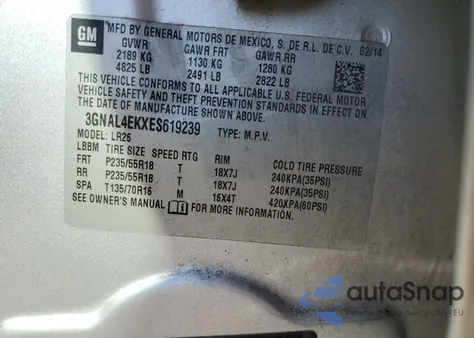 GM
MFD BY GENERAL MOTORS DE MEXICO, S. DE R.L. DE C.V. 02/14
GVWR GAWR FRT GAWR RR
2189 KG 1130 KG 1280 KG
4825 LB 2491 LB 2822 LB
THIS VEHICLE CONFORMS TO ALL APPLICABLE U.S. FEDERAL MOTOR
VEHICLE SAFETY, BUMPER, AND THEFT PREVENTION STANDARDS IN EFFECT ON
THE DATE OF MANUFACTURE SHOWN ABOVE.
3GNAL4EKXES619239 TYPE: M.P.V.
MODEL: LR26
LBBM TIRE SIZE SPEED RTG RIM COLD TIRE PRESSURE
FRT P235/55R18 T 18X7J 240KPA(35PSI)
RR P235/55R18 T 18X7J 240KPA(35PSI)
SPA T135/70R16 M 16X4T 420KPA(60PSI)
SEE OWNER'S MANUAL FOR MORE INFORMATION.
autoSnap